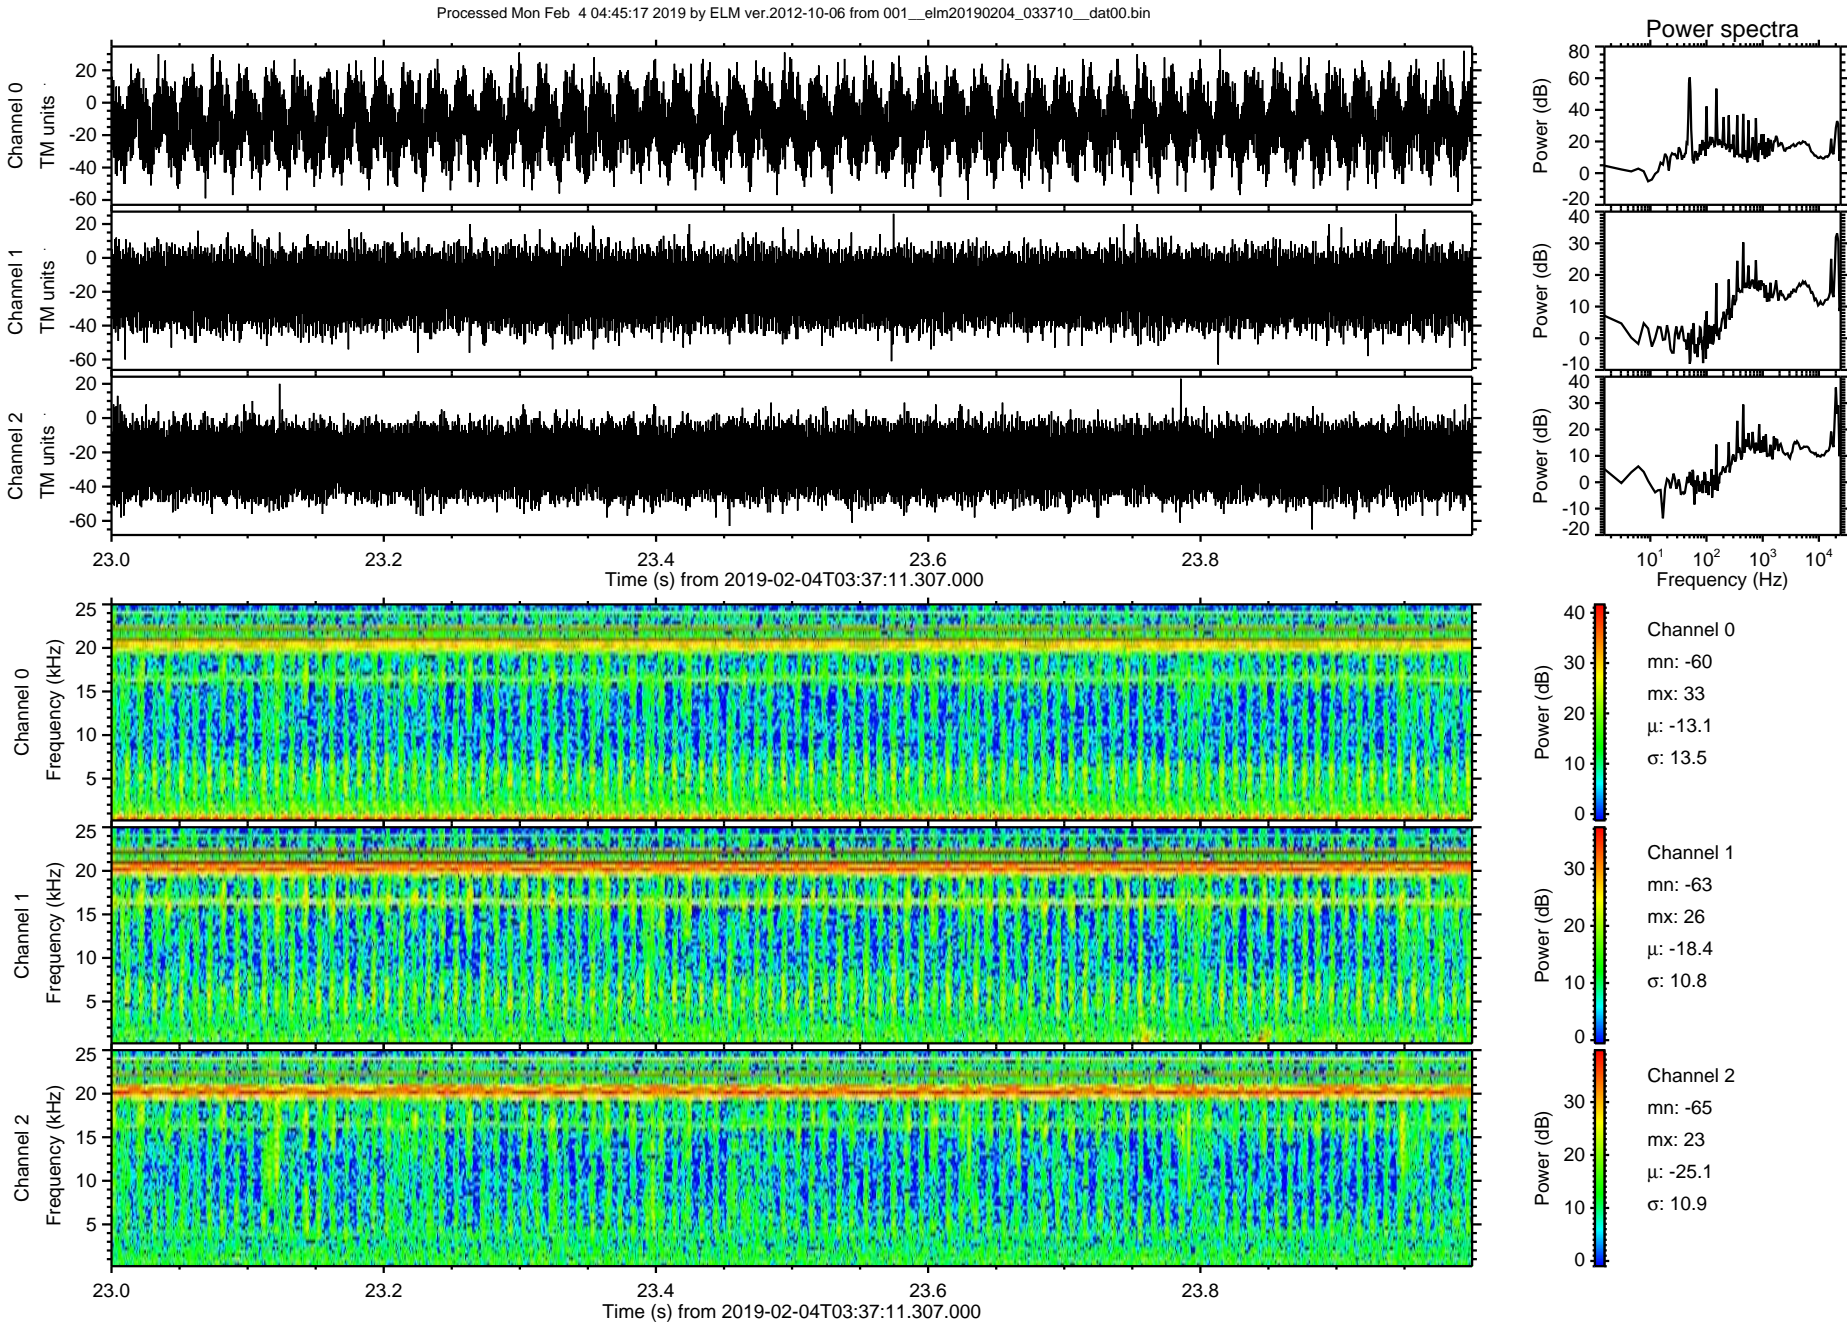 Processed Mon Feb  4 04:45:17 2019 by ELM ver.2012-10-06 from 001__elm20190204_033710__dat00.bin
Power spectra
Channel 0
TM units
20
0
-20
-40
-60
Power (dB)
80
60
40
20
0
-20
Channel 1
TM units
20
0
-20
-40
-60
Power (dB)
40
30
20
10
0
-10
Channel 2
TM units
20
0
-20
-40
-60
Power (dB)
40
30
20
10
0
-10
-20
23.0 23.2 23.4 23.6 23.8
Time (s) from 2019-02-04T03:37:11.307.000
10^1 10^2 10^3 10^4
Frequency (Hz)
Channel 0
Frequency (kHz)
25
20
15
10
5
Power (dB)
40
30
20
10
0
Channel 0
mn: -60
mx: 33
μ: -13.1
σ: 13.5
Channel 1
Frequency (kHz)
25
20
15
10
5
Power (dB)
30
20
10
0
Channel 1
mn: -63
mx: 26
μ: -18.4
σ: 10.8
Channel 2
Frequency (kHz)
25
20
15
10
5
Power (dB)
30
20
10
0
Channel 2
mn: -65
mx: 23
μ: -25.1
σ: 10.9
23.0 23.2 23.4 23.6 23.8
Time (s) from 2019-02-04T03:37:11.307.000